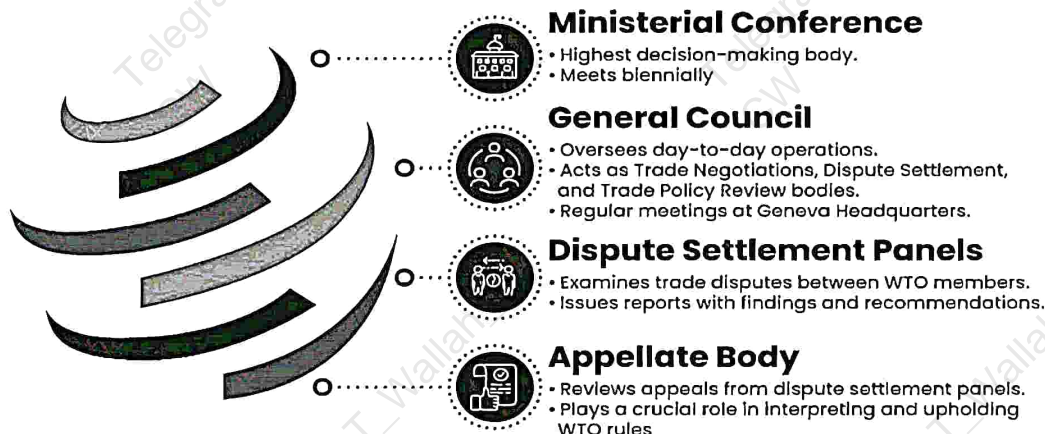 Ministerial Conference
• Highest decision-making body.
• Meets biennially
General Council
• Oversees day-to-day operations.
• Acts as Trade Negotiations, Dispute Settlement,
and Trade Policy Review bodies.
• Regular meetings at Geneva Headquarters.
Dispute Settlement Panels
• Examines trade disputes between WTO members.
• Issues reports with findings and recommendations.
Appellate Body
• Reviews appeals from dispute settlement panels.
• Plays a crucial role in interpreting and upholding
WTO rules